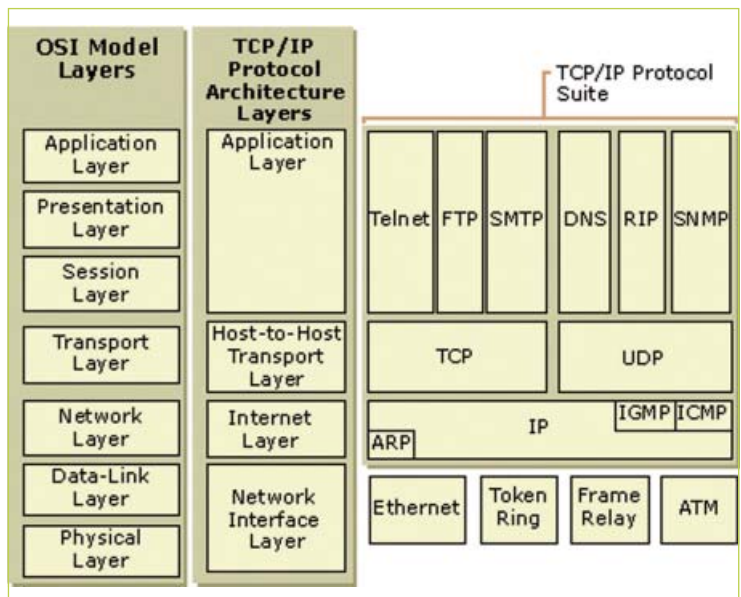 OSI Model
Layers
Application
Layer
Presentation
Layer
Session
Layer
Transport
Layer
Network
Layer
Data-Link
Layer
Physical
Layer
TCP/IP
Protocol
Architecture
Layers
Application
Layer
Host-to-Host
Transport
Layer
Internet
Layer
Network
Interface
Layer
TCP/IP Protocol
Suite
Telnet
FTP
SMTP
DNS
RIP
SNMP
TCP
UDP
IP
IGMP
ICMP
ARP
Ethernet
Token
Ring
Frame
Relay
ATM